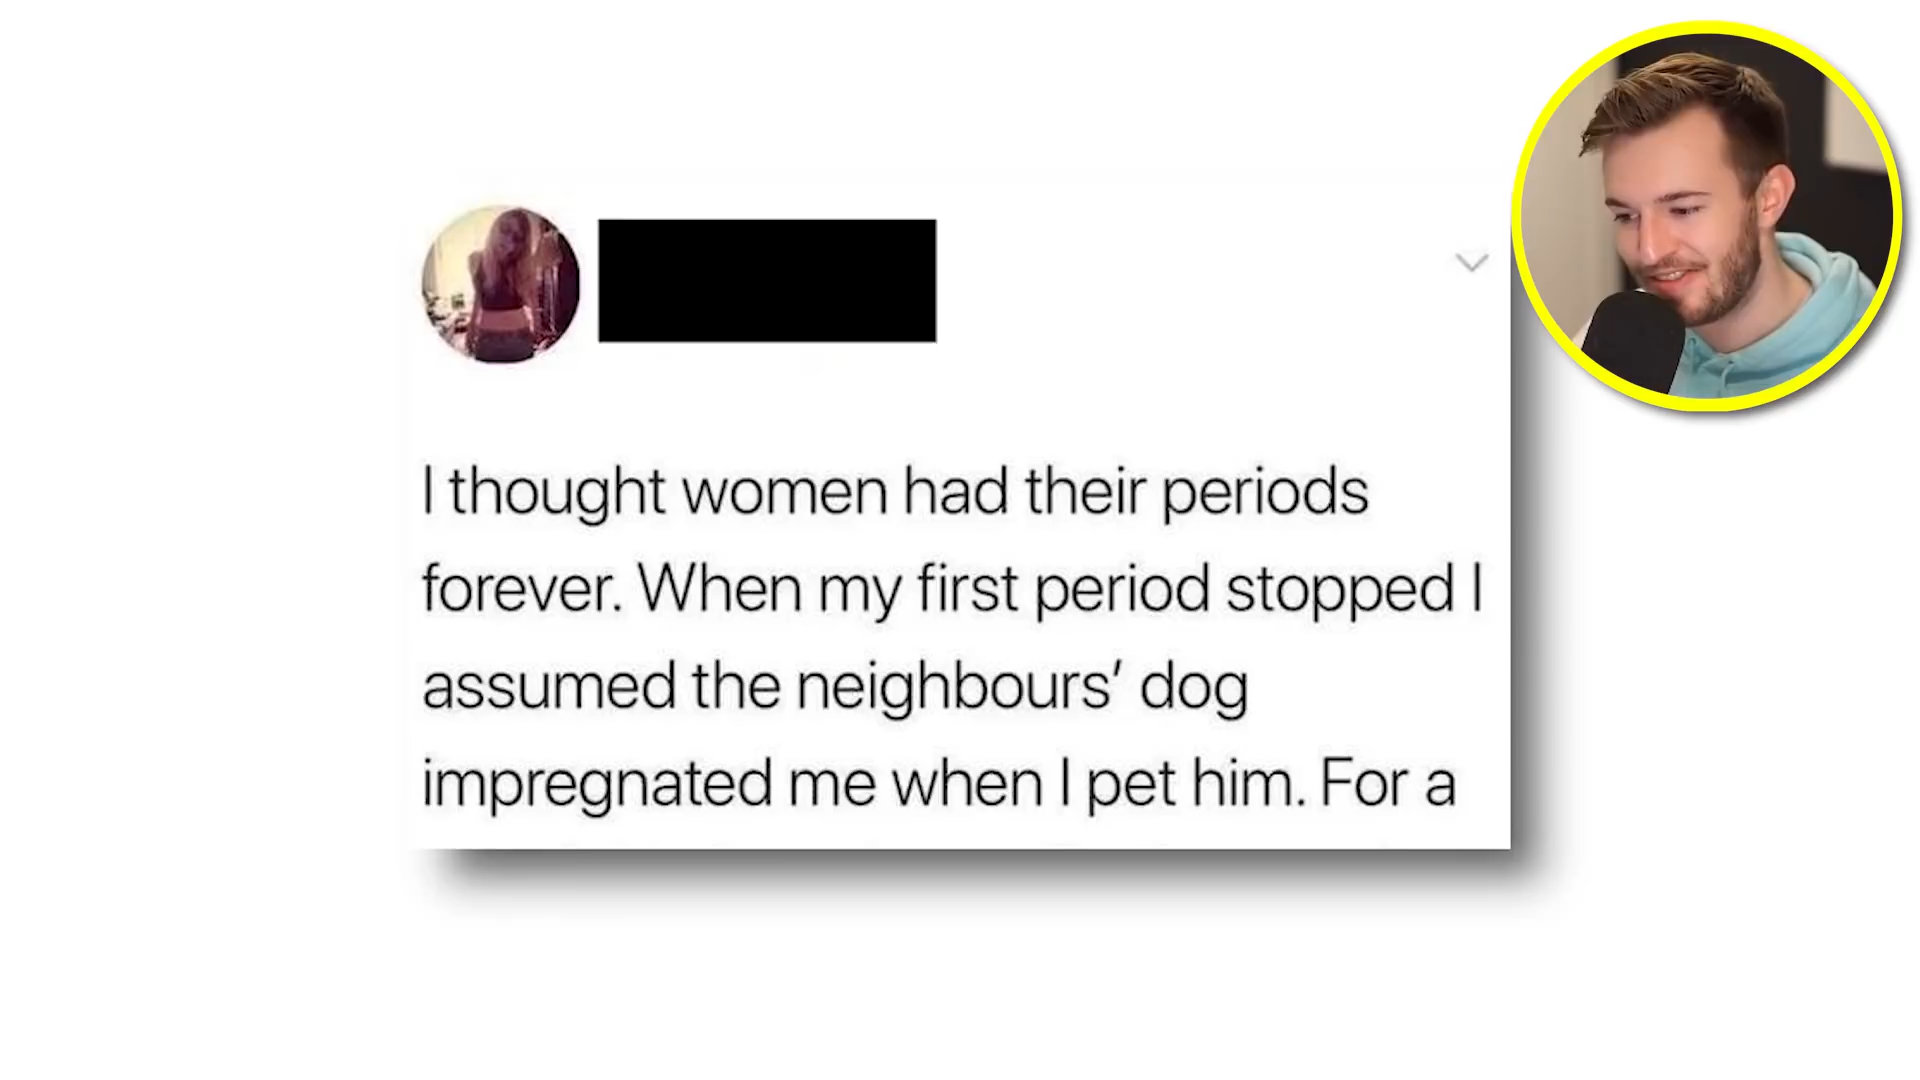 I thought women had their periods
forever. When my first period stopped I
assumed the neighbours’ dog
impregnated me when I pet him. For a